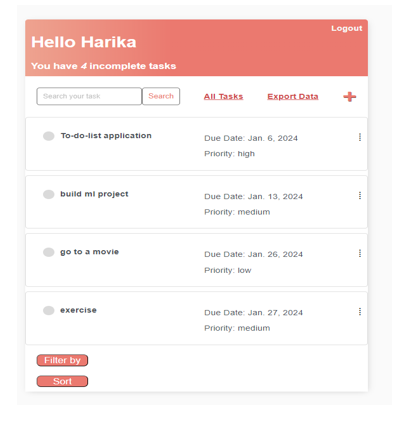 Logout
Hello Harika
You have 4 incomplete tasks
Search your task Search All Tasks Export Data
To-do-list application
Due Date: Jan. 6, 2024
Priority: high
build ml project
Due Date: Jan. 13, 2024
Priority: medium
go to a movie
Due Date: Jan. 26, 2024
Priority: low
exercise
Due Date: Jan. 27, 2024
Priority: medium
Filter by
Sort